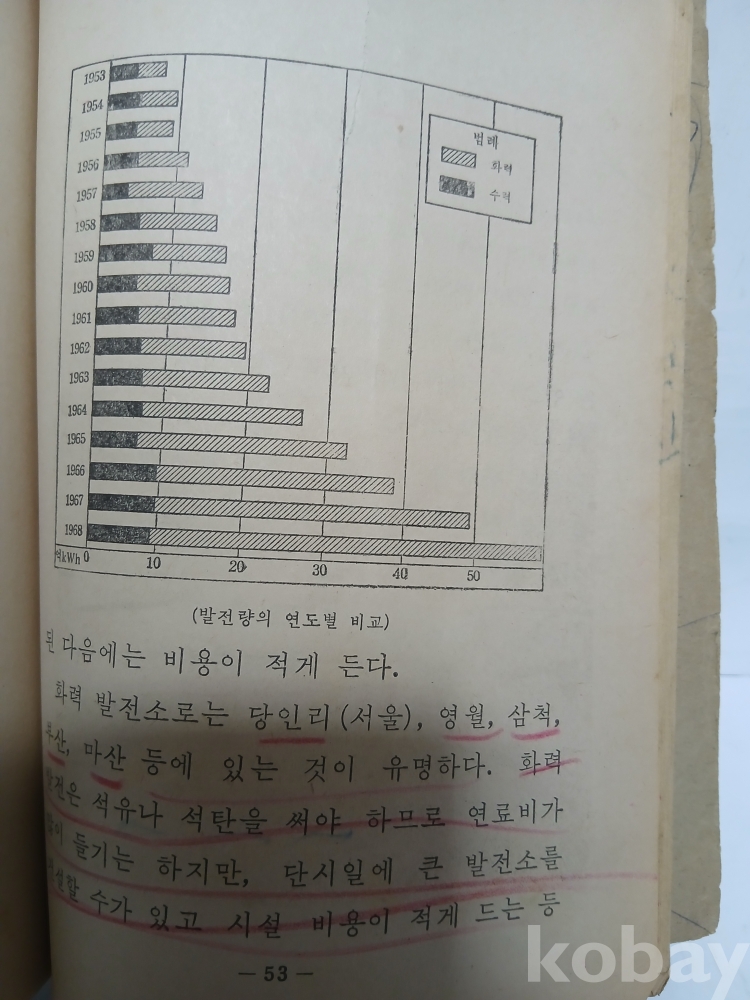 1953
1954
1955
1956
1957
1958
1959
1960
1961
1962
1963
1964
1965
1966
1967
1968
범례
화력
수력
억kWh 0 10 20 30 40 50
(발전량의 연도별 비교)
된 다음에는 비용이 적게 든다.
화력 발전소로는 당인리(서울), 영월, 삼척,
부산, 마산 등에 있는 것이 유명하다. 화력
발전은 석유나 석탄을 써야 하므로 연료비가
많이 들기는 하지만, 단시일에 큰 발전소를
건설할 수가 있고 시설 비용이 적게 드는 등
— 53 —
kobay